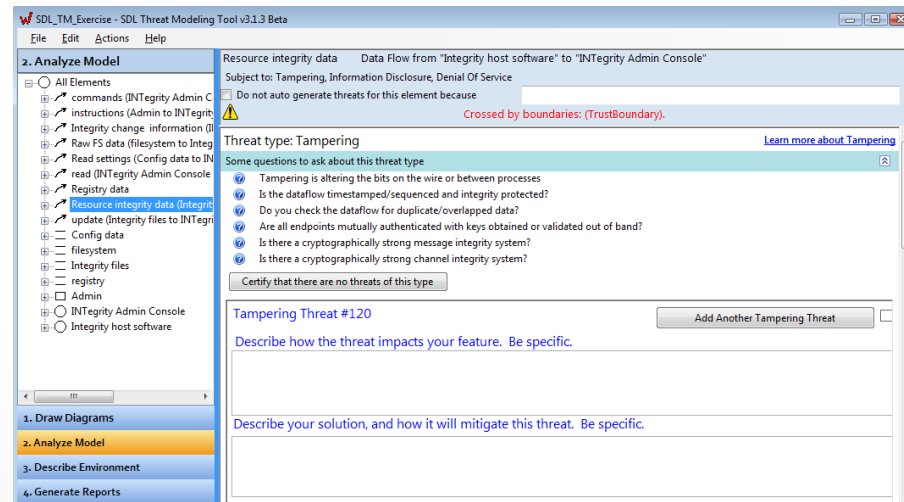 SDL_TM_Exercise - SDL Threat Modeling Tool v3.1.3 Beta
File Edit Actions Help
2. Analyze Model
All Elements
commands (INTegrity Admin C
instructions (Admin to INTegrity
Integrity change information (II
Raw FS data (filesystem to Integ
Read settings (Config data to IN
read (INTegrity Admin Console
Registry data
Resource integrity data (Integrit
update (Integrity files to INTegri
Config data
filesystem
Integrity files
registry
Admin
INTegrity Admin Console
Integrity host software
1. Draw Diagrams
2. Analyze Model
3. Describe Environment
4. Generate Reports
Resource integrity data Data Flow from "Integrity host software" to "INTegrity Admin Console"
Subject to: Tampering, Information Disclosure, Denial Of Service
Do not auto generate threats for this element because
Crossed by boundaries: (TrustBoundary).
Threat type: Tampering Learn more about Tampering
Some questions to ask about this threat type
Tampering is altering the bits on the wire or between processes
Is the dataflow timestamped/sequenced and integrity protected?
Do you check the dataflow for duplicate/overlapped data?
Are all endpoints mutually authenticated with keys obtained or validated out of band?
Is there a cryptographically strong message integrity system?
Is there a cryptographically strong channel integrity system?
Certify that there are no threats of this type
Tampering Threat #120 Add Another Tampering Threat
Describe how the threat impacts your feature. Be specific.
Describe your solution, and how it will mitigate this threat. Be specific.